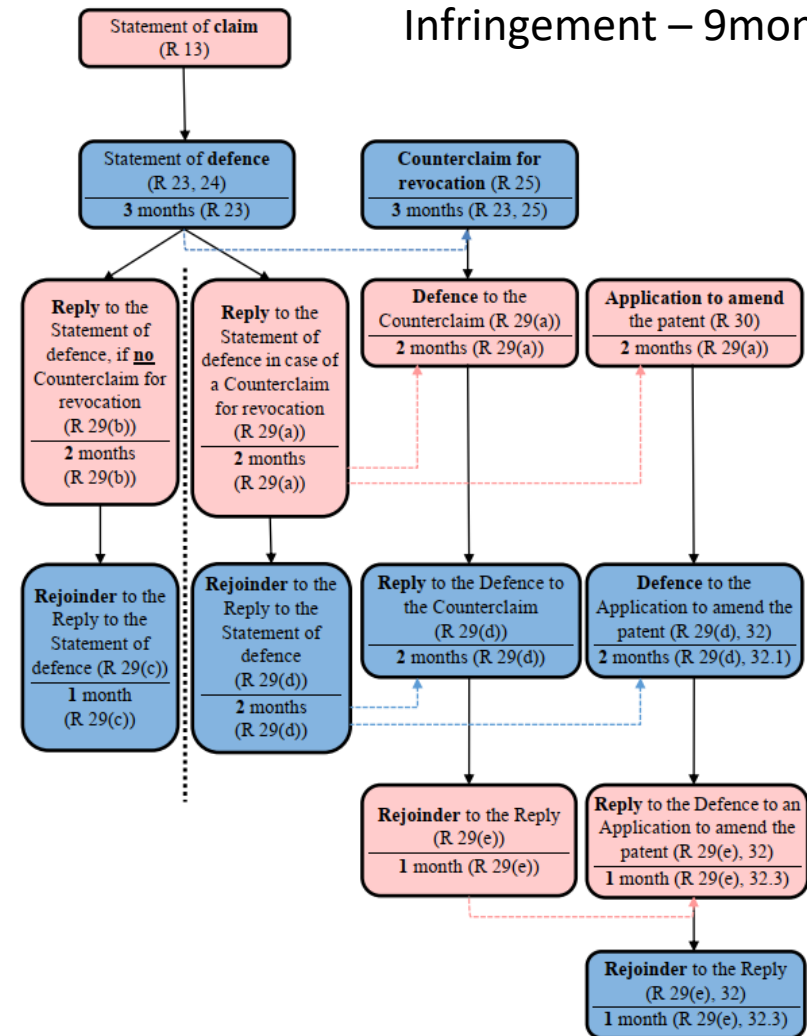 Infringement – 9mon
Statement of claim
(R 13)
Statement of defence
(R 23, 24)
3 months (R 23)
Counterclaim for
revocation (R 25)
3 months (R 23, 25)
Reply to the
Statement of
defence, if no
Counterclaim for
revocation
(R 29(b))
2 months
(R 29(b))
Reply to the
Statement of
defence in case of
a Counterclaim
for revocation
(R 29(a))
2 months
(R 29(a))
Defence to the
Counterclaim (R 29(a))
2 months (R 29(a))
Application to amend
the patent (R 30)
2 months (R 29(a))
Rejoinder to the
Reply to the
Statement of
defence (R 29(c))
1 month
(R 29(c))
Rejoinder to the
Reply to the
Statement of
defence
(R 29(d))
2 months
(R 29(d))
Reply to the Defence to
the Counterclaim
(R 29(d))
2 months (R 29(d))
Defence to the
Application to amend the
patent (R 29(d), 32)
2 months (R 29(d), 32.1)
Rejoinder to the Reply
(R 29(e))
1 month (R 29(e))
Reply to the Defence to an
Application to amend the
patent (R 29(e), 32)
1 month (R 29(e), 32.3)
Rejoinder to the Reply
(R 29(e), 32)
1 month (R 29(e), 32.3)